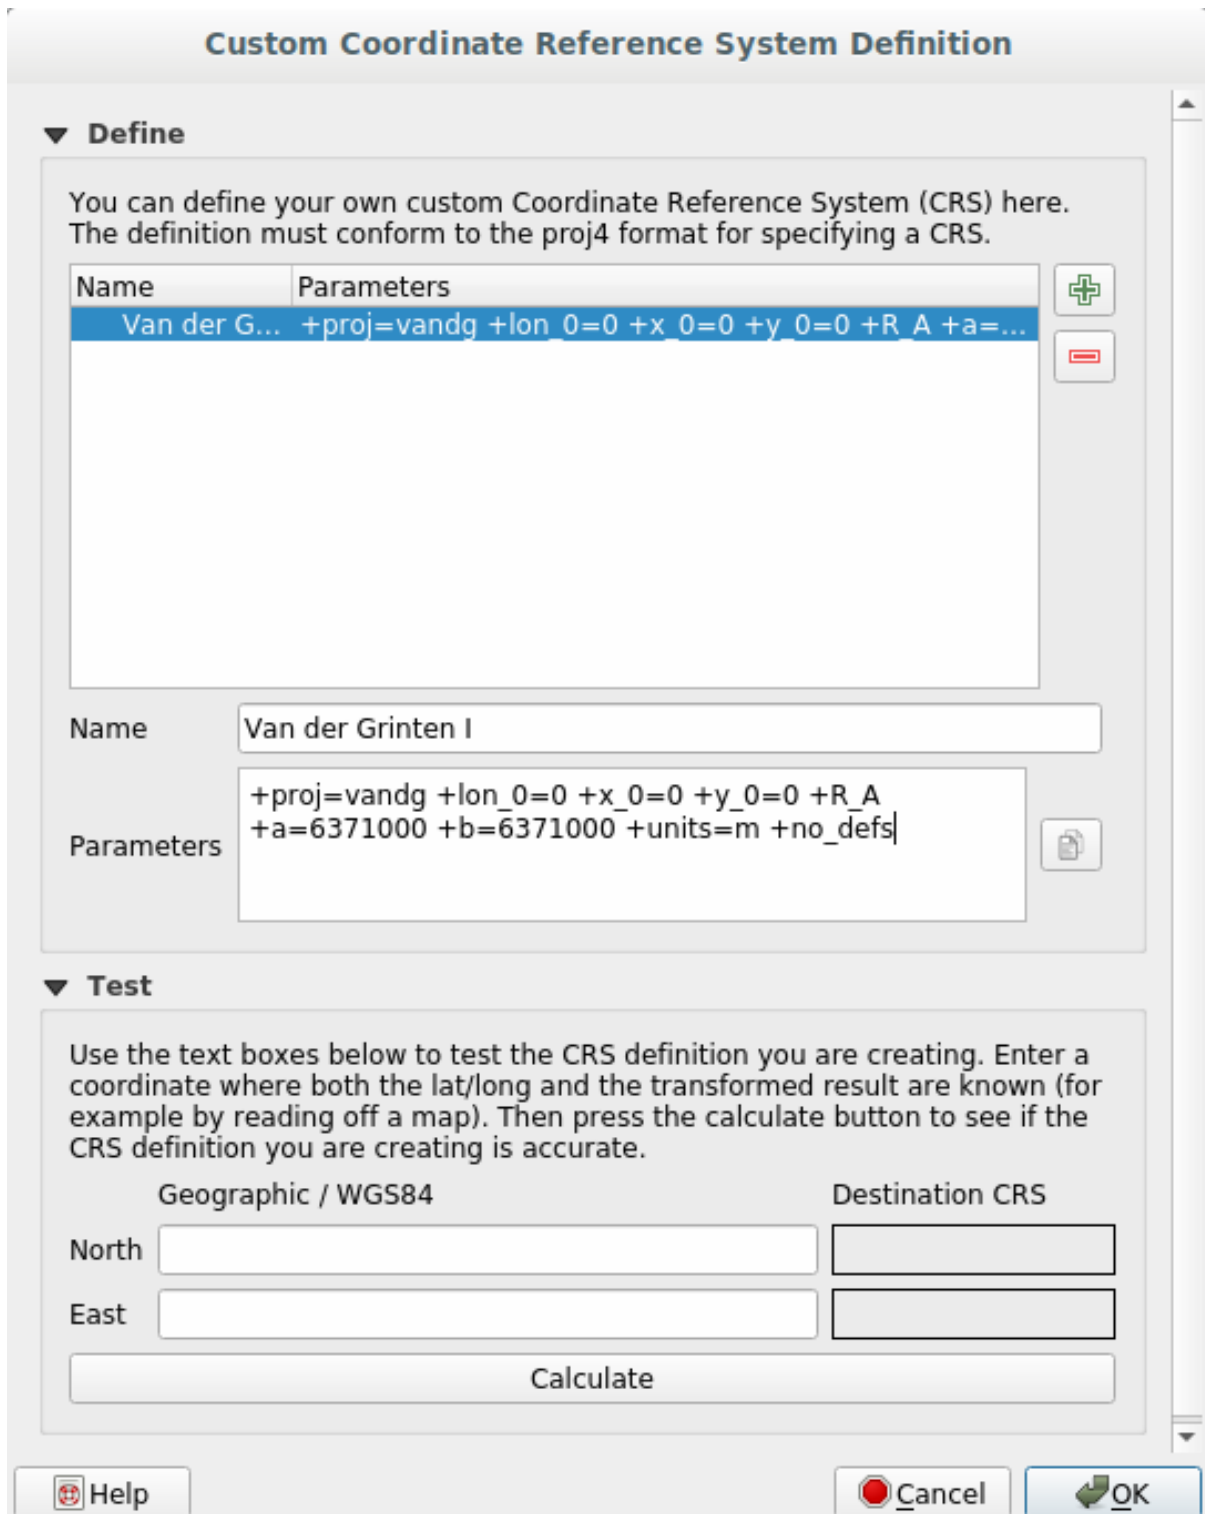 Custom Coordinate Reference System Definition
Define
You can define your own custom Coordinate Reference System (CRS) here.
The definition must conform to the proj4 format for specifying a CRS.
Name Parameters
Van der G... +proj=vandg +lon_0=0 +x_0=0 +y_0=0 +R_A +a=...
Name Van der Grinten I
+proj=vandg +lon_0=0 +x_0=0 +y_0=0 +R_A
+a=6371000 +b=6371000 +units=m +no_defs
Parameters
Test
Use the text boxes below to test the CRS definition you are creating. Enter a
coordinate where both the lat/long and the transformed result are known (for
example by reading off a map). Then press the calculate button to see if the
CRS definition you are creating is accurate.
Geographic / WGS84 Destination CRS
North
East
Calculate
Help Cancel OK